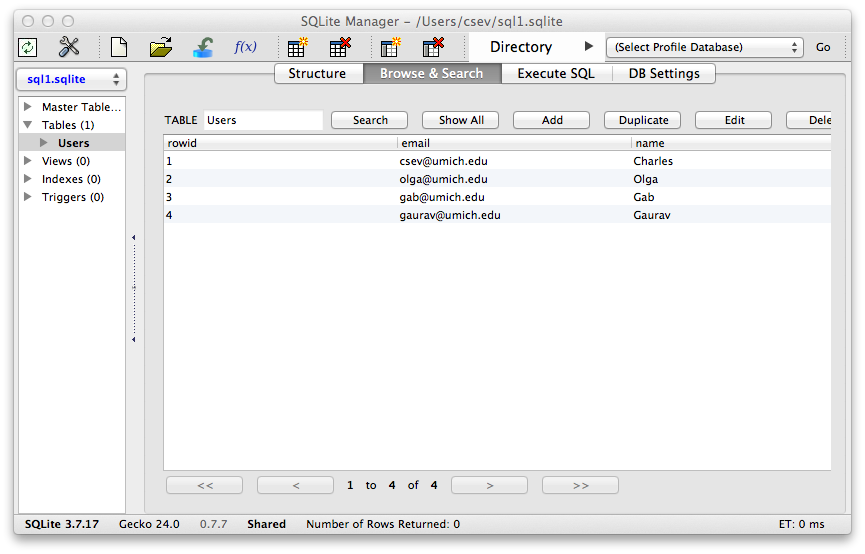 SQLite Manager – /Users/csev/sql1.sqlite
f(x) Directory (Select Profile Database) Go
sql1.sqlite
Structure Browse & Search Execute SQL DB Settings
Master Table...
Tables (1)
Users
Views (0)
Indexes (0)
Triggers (0)
TABLE Users Search Show All Add Duplicate Edit Dele
rowid email name
1 csev@umich.edu Charles
2 olga@umich.edu Olga
3 gab@umich.edu Gab
4 gaurav@umich.edu Gaurav
<< < 1 to 4 of 4 > >>
SQLite 3.7.17 Gecko 24.0 0.7.7 Shared Number of Rows Returned: 0 ET: 0 ms